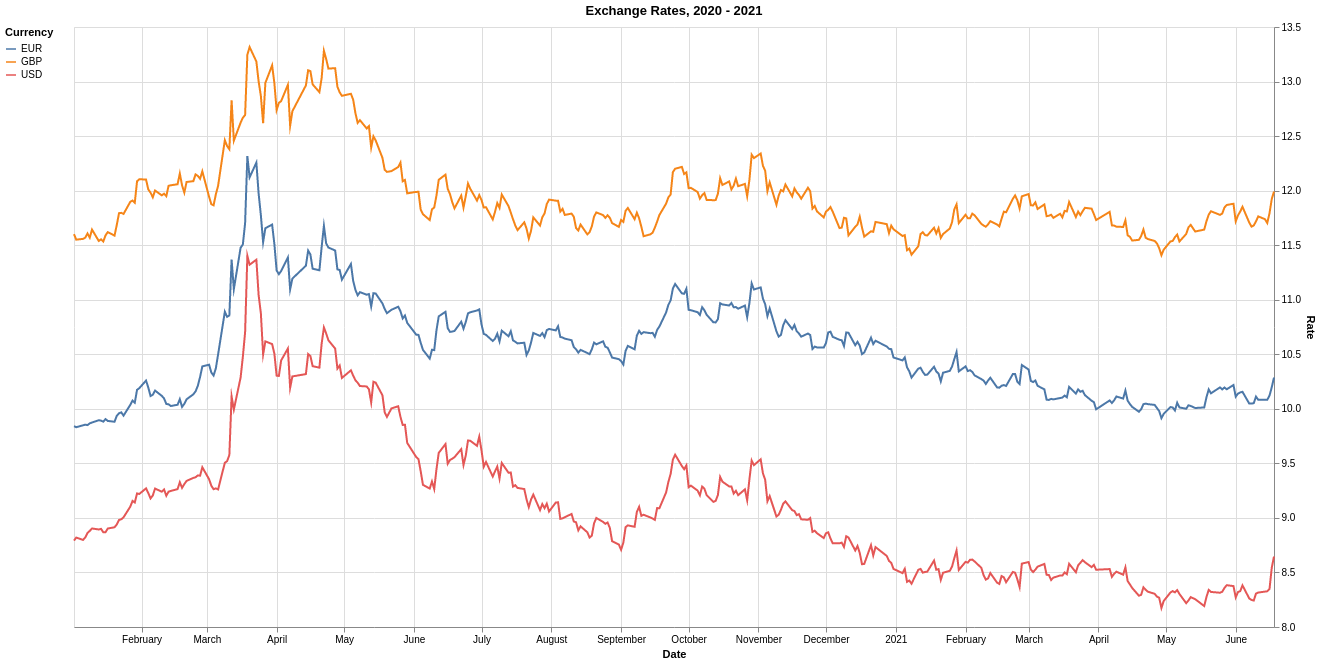 Exchange Rates, 2020 - 2021
Currency
EUR
GBP
USD
13.5
13.0
12.5
12.0
11.5
11.0
10.5
10.0
9.5
9.0
8.5
8.0
Rate
February March April May June July August September October November December 2021 February March April May June
Date